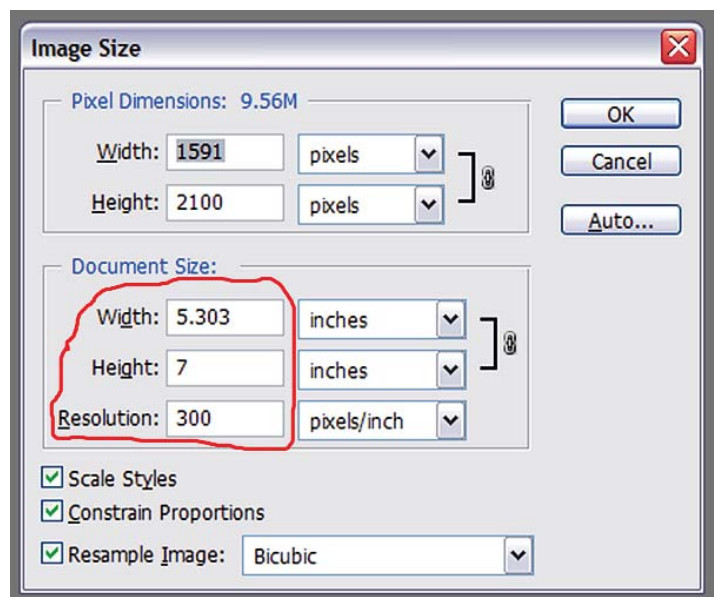 Image Size
Pixel Dimensions: 9.56M
Width: 1591 pixels
Height: 2100 pixels
OK
Cancel
Auto...
Document Size:
Width: 5.303 inches
Height: 7 inches
Resolution: 300 pixels/inch
Scale Styles
Constrain Proportions
Resample Image: Bicubic